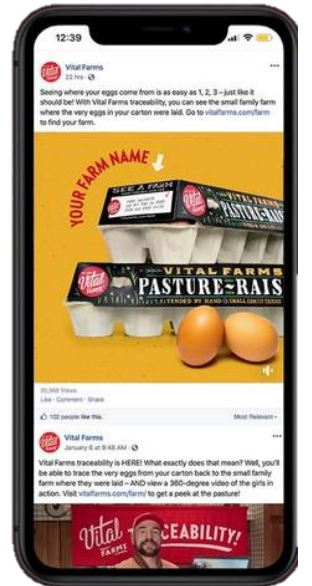 12:39
Vital Farms
22 hrs ·
Seeing where your eggs come from is as easy as 1, 2, 3 – just like it
should be! With Vital Farms traceability, you can see the small family farm
where the very eggs in your carton were laid. Go to vitalfarms.com/farm
to find your farm.
YOUR FARM NAME
SEE A FARM
VITAL FARMS
PASTURE-RAIS
Vital
FARMS
VITAL FARMS
PASTURE~RAIS
TENDED BY HAND
Vital
FARMS
Views
Like · Comment · Share
102 people like this.
Most Relevant
Vital Farms
January 6 at 9:48 AM ·
Vital Farms traceability is HERE! What exactly does that mean? Well, you'll
be able to trace the very eggs from your carton back to the small family
farm where they were laid – AND view a 360-degree video of the girls in
action. Visit vitalfarms.com/farm/ to get a peek at the pasture!
Vital
FARMS
CEABILITY!